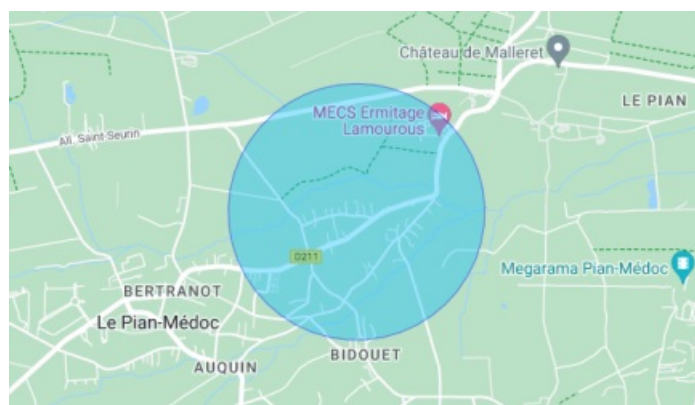 Château de Malleret
LE PIAN
MECS Ermitage
Lamourous
All. Saint-Seurin
D211
Megarama Pian-Médoc
BERTRANOT
Le Pian-Médoc
BIDOUET
AUQUIN